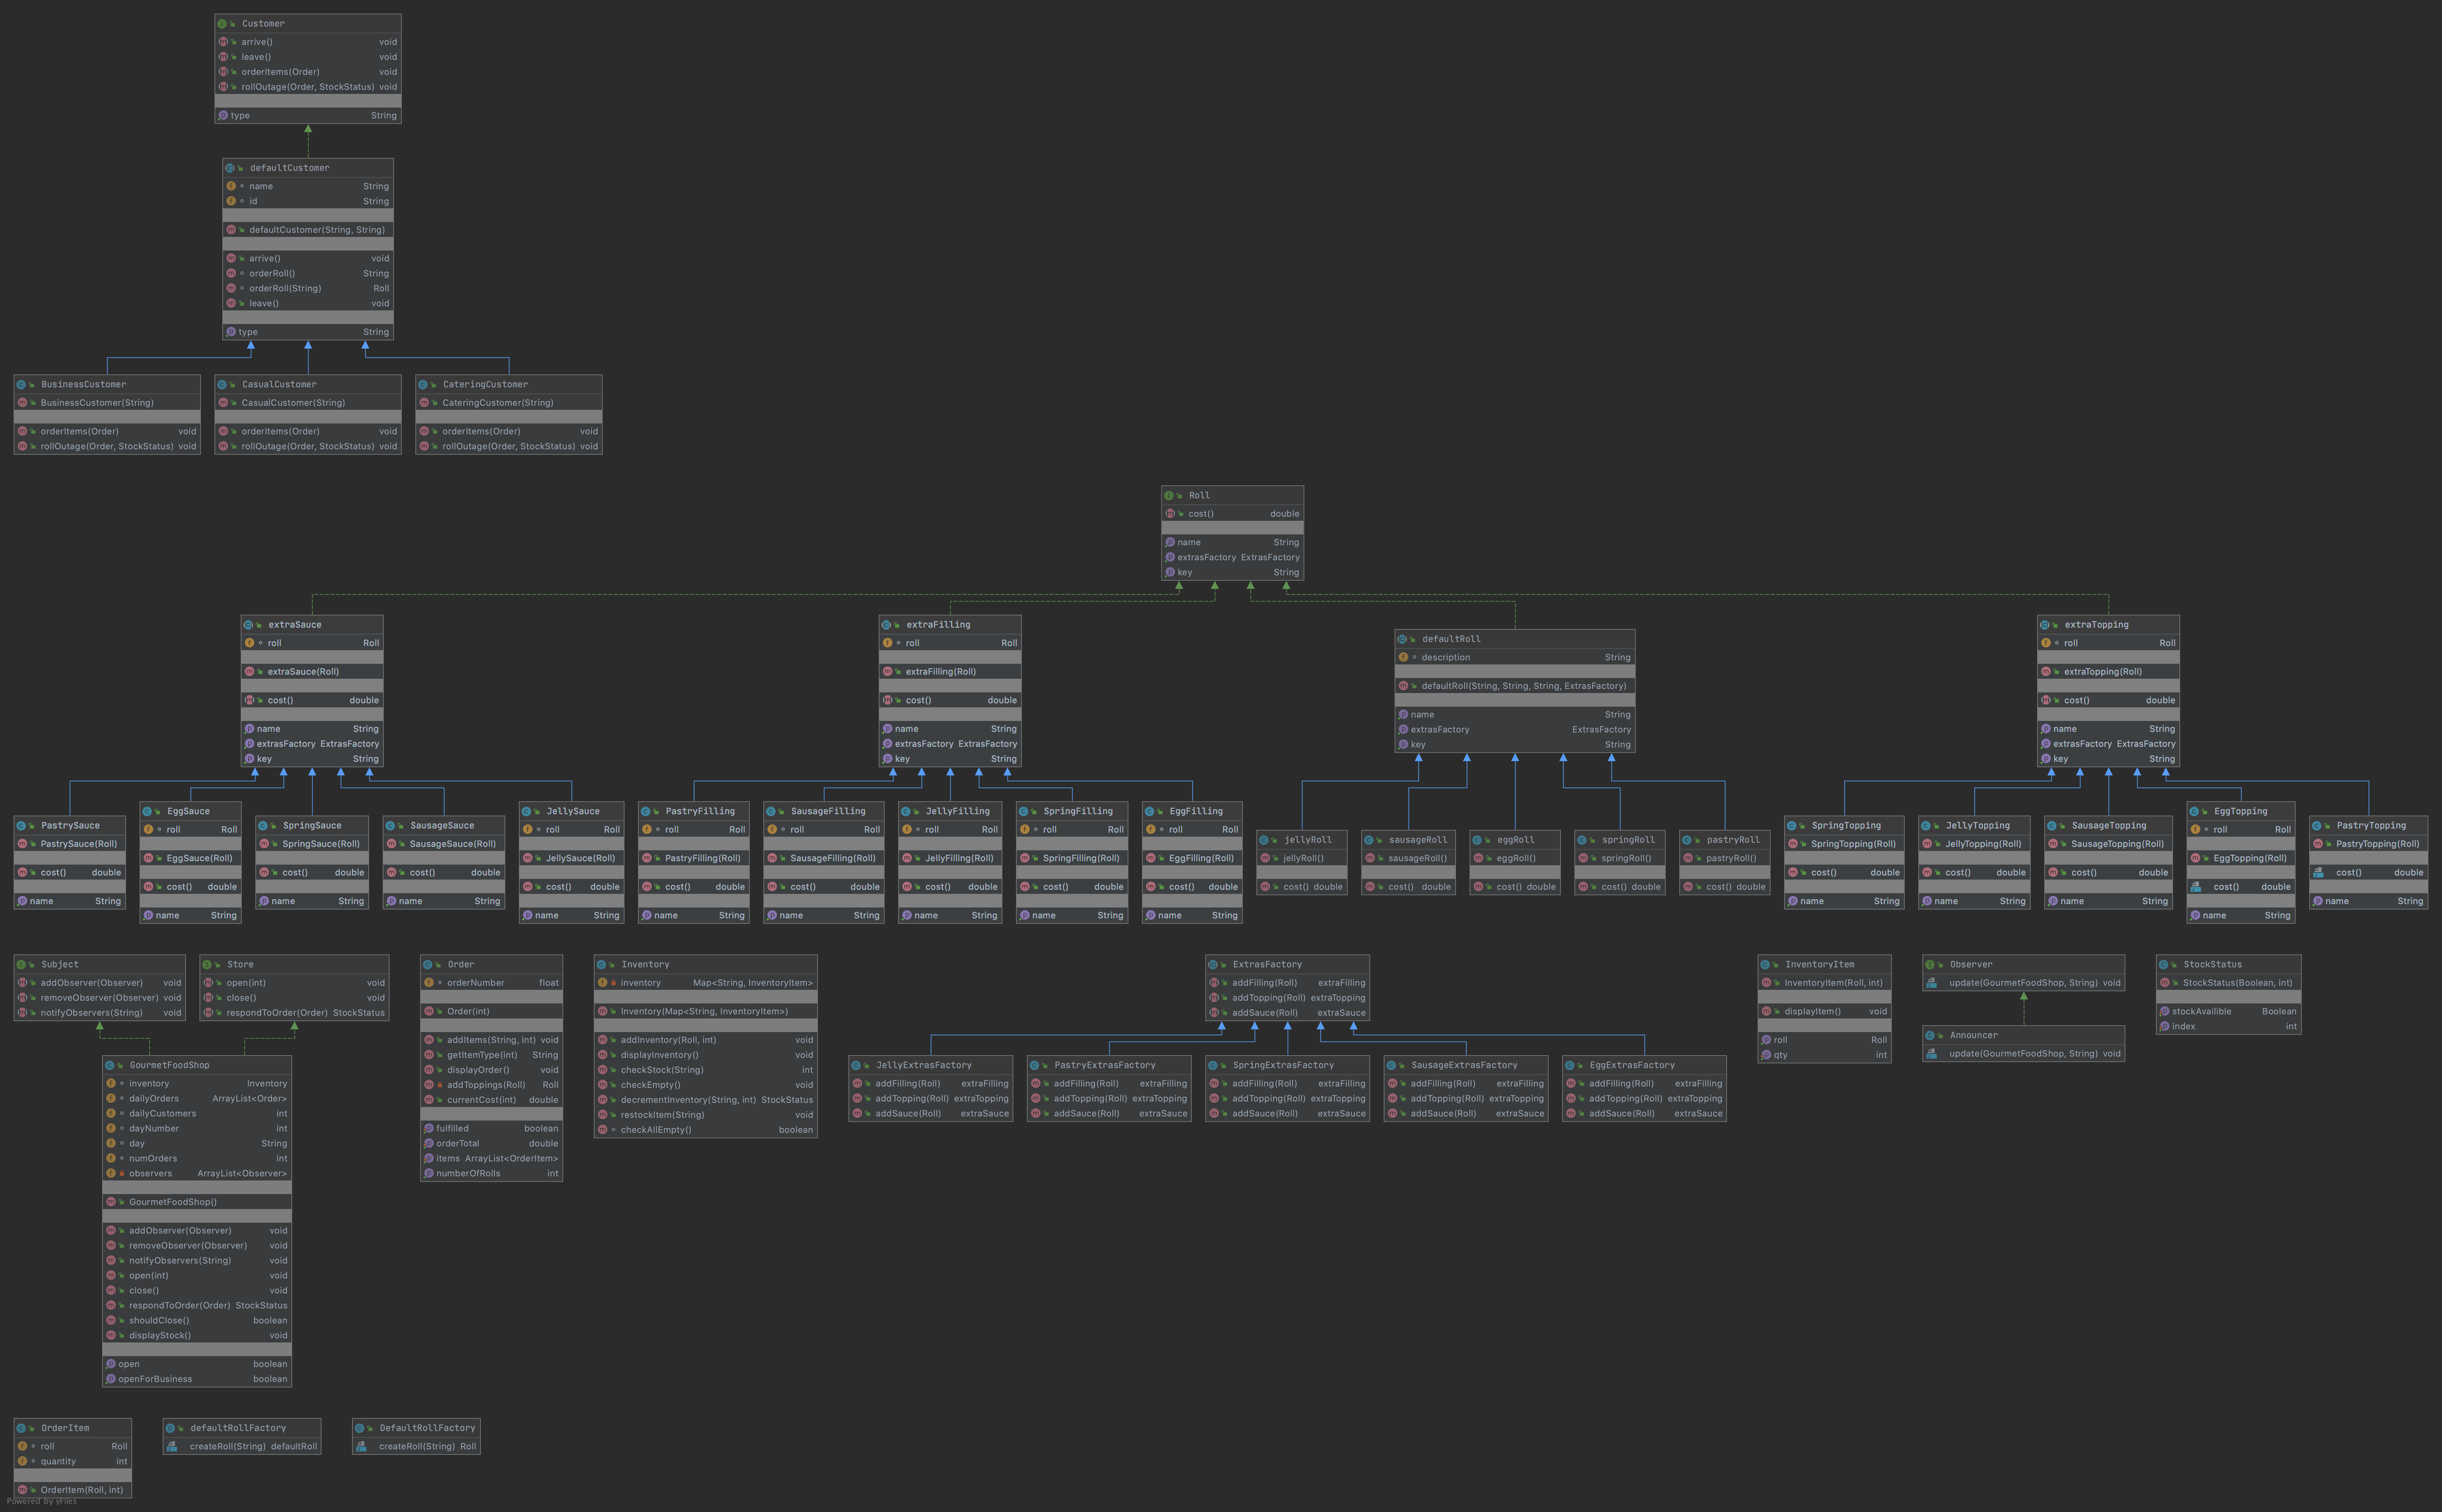 Customer
arrive() void
leave() void
orderItems(Order) void
rollOutage(Order, StockStatus) void
type String
defaultCustomer
name String
id String
defaultCustomer(String, String)
arrive() void
orderRoll() String
orderRoll(String) Roll
leave() void
type String
BusinessCustomer
BusinessCustomer(String)
orderItems(Order) void
rollOutage(Order, StockStatus) void
CasualCustomer
CasualCustomer(String)
orderItems(Order) void
rollOutage(Order, StockStatus) void
CateringCustomer
CateringCustomer(String)
orderItems(Order) void
rollOutage(Order, StockStatus) void
Roll
cost() double
name String
extrasFactory ExtrasFactory
key String
extraSauce
roll Roll
extraSauce(Roll)
cost() double
name String
extrasFactory ExtrasFactory
key String
extraFilling
roll Roll
extraFilling(Roll)
cost() double
name String
extrasFactory ExtrasFactory
key String
defaultRoll
description String
defaultRoll(String, String, String, ExtrasFactory)
name String
extrasFactory ExtrasFactory
key String
extraTopping
roll Roll
extraTopping(Roll)
cost() double
name String
extrasFactory ExtrasFactory
key String
PastrySauce
PastrySauce(Roll)
cost() double
name String
EggSauce
roll Roll
EggSauce(Roll)
cost() double
name String
SpringSauce
SpringSauce(Roll)
cost() double
name String
SausageSauce
SausageSauce(Roll)
cost() double
name String
JellySauce
roll Roll
JellySauce(Roll)
cost() double
name String
PastryFilling
roll Roll
PastryFilling(Roll)
cost() double
name String
SausageFilling
roll Roll
SausageFilling(Roll)
cost() double
name String
JellyFilling
roll Roll
JellyFilling(Roll)
cost() double
name String
SpringFilling
roll Roll
SpringFilling(Roll)
cost() double
name String
EggFilling
roll Roll
EggFilling(Roll)
cost() double
name String
jellyRoll
jellyRoll()
cost() double
sausageRoll
sausageRoll()
cost() double
eggRoll
eggRoll()
cost() double
springRoll
springRoll()
cost() double
pastryRoll
pastryRoll()
cost() double
SpringTopping
SpringTopping(Roll)
cost() double
name String
JellyTopping
JellyTopping(Roll)
cost() double
name String
SausageTopping
SausageTopping(Roll)
cost() double
name String
EggTopping
roll Roll
EggTopping(Roll)
cost() double
name String
PastryTopping
PastryTopping(Roll)
cost() double
name String
Subject
addObserver(Observer) void
removeObserver(Observer) void
notifyObservers(String) void
Store
open(int) void
close() void
respondToOrder(Order) StockStatus
GourmetFoodShop
inventory Inventory
dailyOrders ArrayList<Order>
dailyCustomers int
dayNumber int
day String
numOrders int
observers ArrayList<Observer>
GourmetFoodShop()
addObserver(Observer) void
removeObserver(Observer) void
notifyObservers(String) void
open(int) void
close() void
respondToOrder(Order) StockStatus
shouldClose() boolean
displayStock() void
open boolean
openForBusiness boolean
Order
orderNumber float
Order(int)
addItems(String, int) void
getItemType(int) String
displayOrder() void
addToppings(Roll) Roll
currentCost(int) double
fulfilled boolean
orderTotal double
items ArrayList<OrderItem>
numberOfRolls int
Inventory
inventory Map<String, InventoryItem>
Inventory(Map<String, InventoryItem>)
addInventory(Roll, int) void
displayInventory() void
checkStock(String) int
checkEmpty() void
decrementInventory(String, int) StockStatus
restockItem(String) void
checkAllEmpty() boolean
ExtrasFactory
addFilling(Roll) extraFilling
addTopping(Roll) extraTopping
addSauce(Roll) extraSauce
JellyExtrasFactory
addFilling(Roll) extraFilling
addTopping(Roll) extraTopping
addSauce(Roll) extraSauce
PastryExtrasFactory
addFilling(Roll) extraFilling
addTopping(Roll) extraTopping
addSauce(Roll) extraSauce
SpringExtrasFactory
addFilling(Roll) extraFilling
addTopping(Roll) extraTopping
addSauce(Roll) extraSauce
SausageExtrasFactory
addFilling(Roll) extraFilling
addTopping(Roll) extraTopping
addSauce(Roll) extraSauce
EggExtrasFactory
addFilling(Roll) extraFilling
addTopping(Roll) extraTopping
addSauce(Roll) extraSauce
InventoryItem
InventoryItem(Roll, int)
displayItem() void
roll Roll
qty int
Observer
update(GourmetFoodShop, String) void
Announcer
update(GourmetFoodShop, String) void
StockStatus
StockStatus(Boolean, int)
stockAvailible Boolean
index int
OrderItem
roll Roll
quantity int
OrderItem(Roll, int)
defaultRollFactory
createRoll(String) defaultRoll
DefaultRollFactory
createRoll(String) Roll
Powered by yFiles